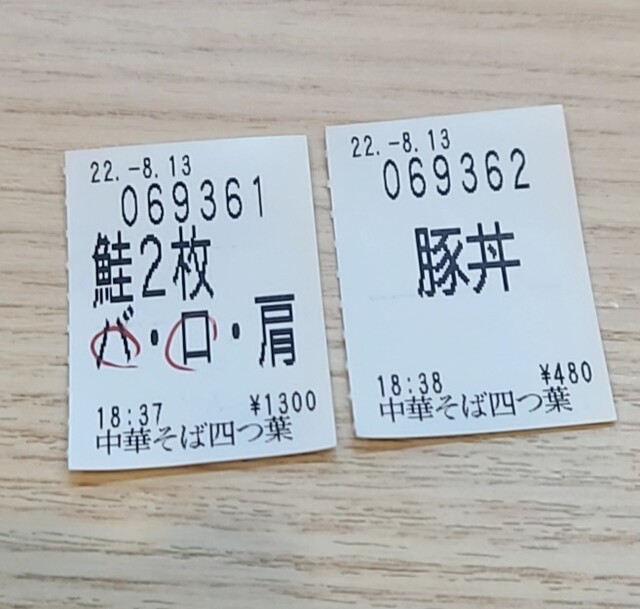 22.-8.13
069361
鮭2枚
バ・ロ・肩
18:37 ¥1300
中華そば四つ葉
22.-8.13
069362
豚丼
18:38 ¥480
中華そば四つ葉